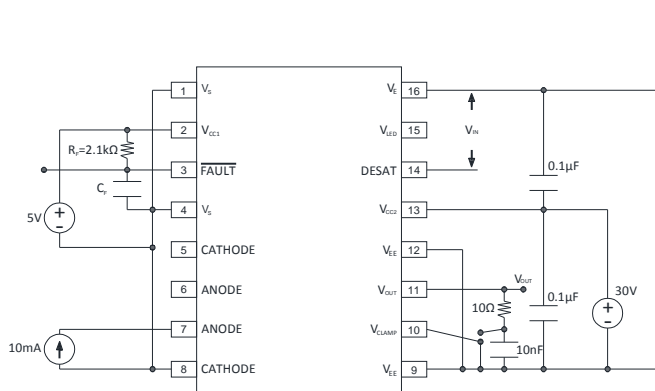 1 Vs VE 16
2 VCC1 VLED 15
RF=2.1kΩ VIN
3 FAULT DESAT 14 0.1µF
CF
4 Vs VCC2 13
5V + -
5 CATHODE VEE 12
6 ANODE VOUT 11 VOUT
10Ω 0.1µF 30V + -
7 ANODE VCLAMP 10
10mA 10nF
8 CATHODE VEE 9